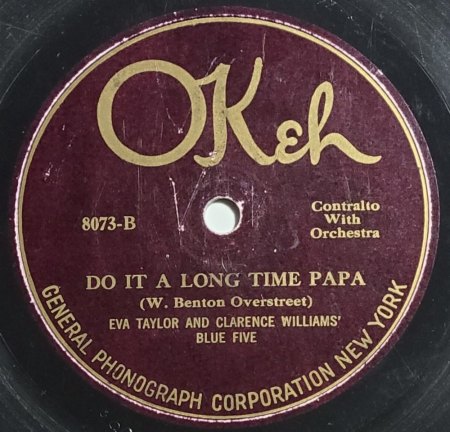 OKeh
8073-B
Contralto
With
Orchestra
DO IT A LONG TIME PAPA
(W. Benton Overstreet)
EVA TAYLOR AND CLARENCE WILLIAMS'
BLUE FIVE
GENERAL PHONOGRAPH CORPORATION NEW YORK